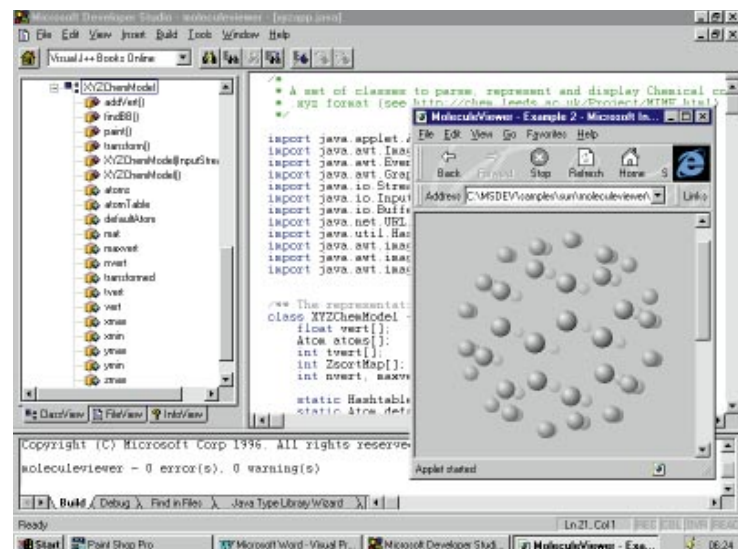 Microsoft Developer Studio - moleculeviewer - [xyzapp.java]
File Edit View Insert Build Tools Window Help
Visual J++ Books Online
XYZChemModel
addVert()
findBB()
paint()
transform()
XYZChemModel(InputStrea
XYZChemModel()
atoms
atomTable
defaultAtom
mat
maxvert
nvert
transformed
tvert
vert
xmax
xmin
ymax
ymin
zmax
ClassView FileView InfoView
/*
* A set of classes to parse, represent and display Chemical co
* .xyz format (see http://chem.leeds.ac.uk/Project/MIME.html)
*/
import java.applet.A
import java.awt.Imag
import java.awt.Even
import java.awt.Grap
import java.io.Strea
import java.io.Input
import java.io.Buffe
import java.net.URL
import java.util.Has
import java.awt.imag
import java.awt.imag
import java.awt.imag
/** The representati
class XYZChemModel
float vert[];
Atom atoms[];
int tvert[];
int ZsortMap[];
int nvert, maxve
static Hashtable
static Atom defa
MoleculeViewer - Example 2 - Microsoft In...
File Edit View Go Favorites Help
Back Forward Stop Refresh Home S
Address C:\MSDEV\samples\sun\moleculeviewer\ Links
Applet started
Copyright (C) Microsoft Corp 1996. All rights reserve
moleculeviewer - 0 error(s), 0 warning(s)
Build Debug Find in Files Java Type Library Wizard
Ready Ln 21, Col 1 REC COL OVR READ
Start Paint Shop Pro Microsoft Word - Visual Pr... Microsoft Developer Studi... MoleculeViewer - Exa... 06:24